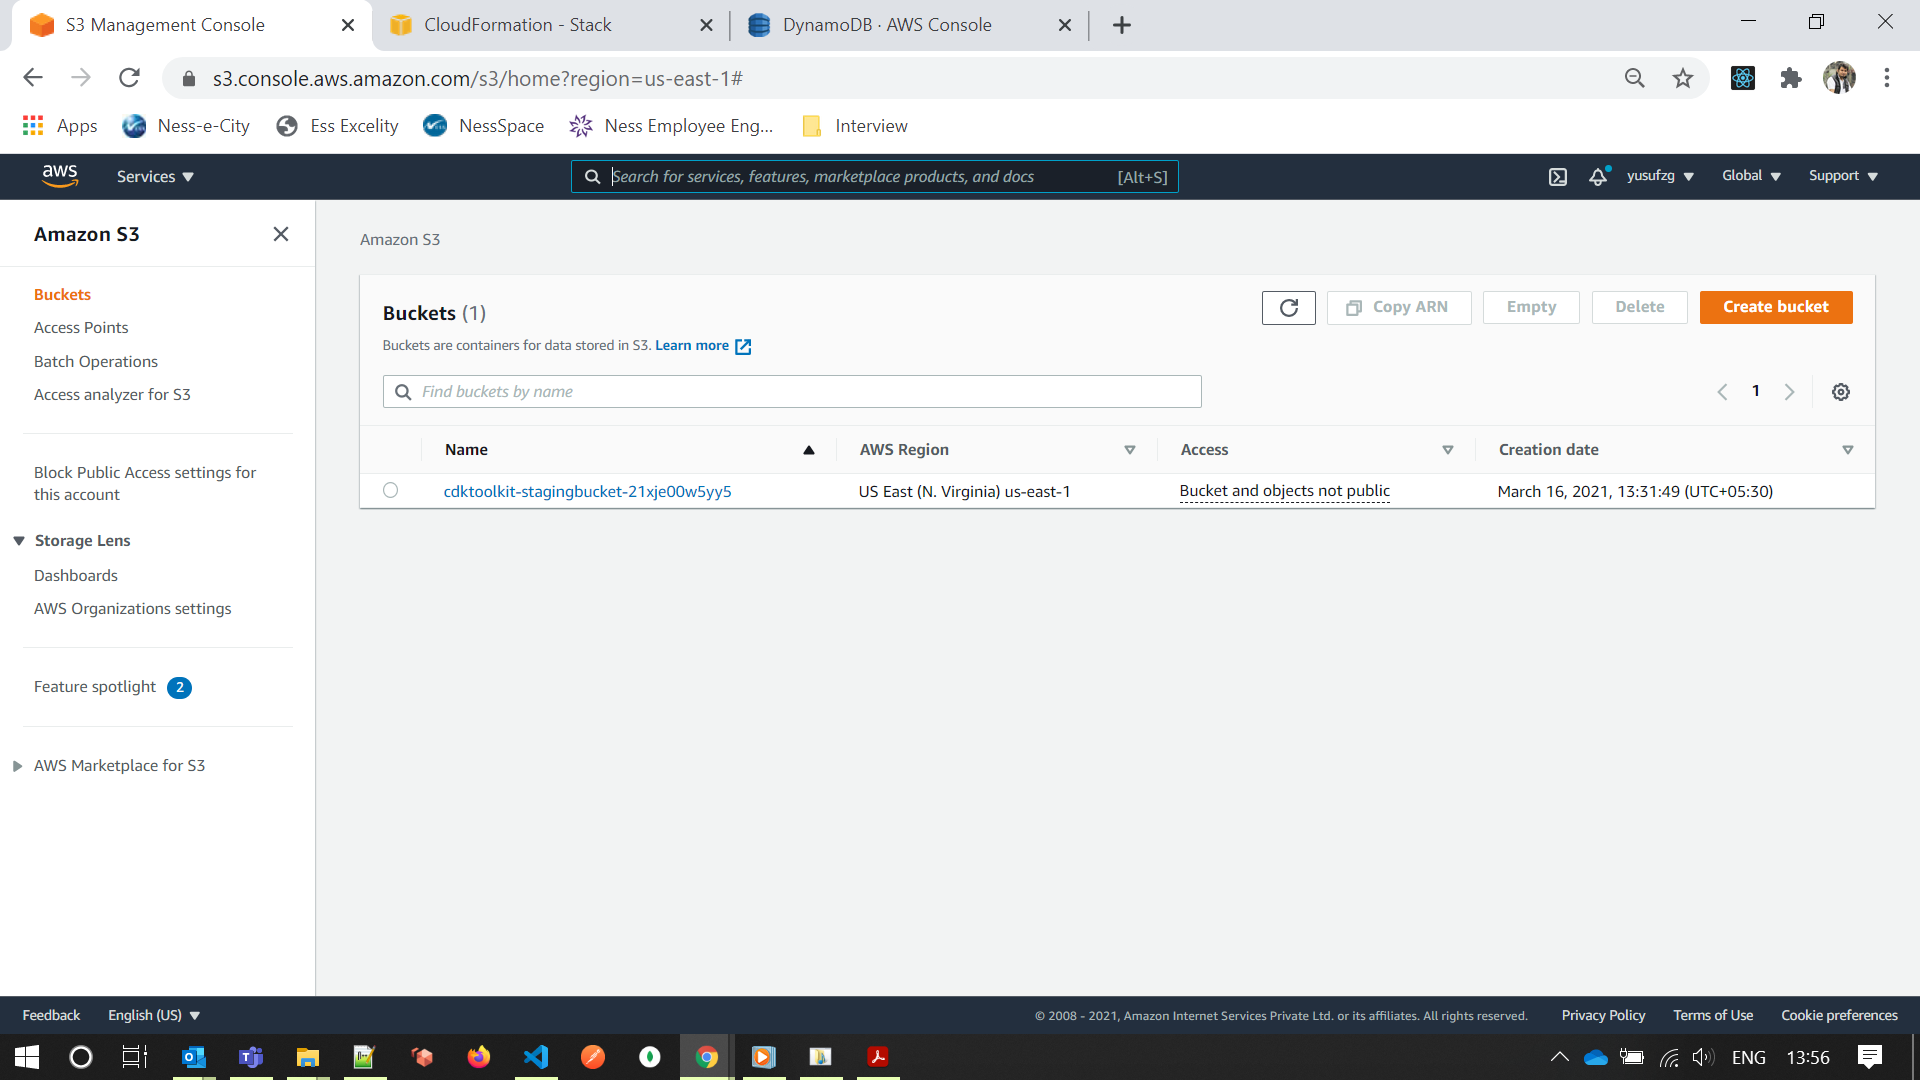 S3 Management Console
CloudFormation - Stack
DynamoDB · AWS Console
s3.console.aws.amazon.com/s3/home?region=us-east-1#
Apps
Ness-e-City
Ess Excelity
NessSpace
Ness Employee Eng...
Interview
aws
Services
Search for services, features, marketplace products, and docs
[Alt+S]
yusufzg
Global
Support
Amazon S3
Buckets
Access Points
Batch Operations
Access analyzer for S3
Block Public Access settings for
this account
Storage Lens
Dashboards
AWS Organizations settings
Feature spotlight 2
AWS Marketplace for S3
Amazon S3
Buckets (1)
Copy ARN
Empty
Delete
Create bucket
Buckets are containers for data stored in S3. Learn more
Find buckets by name
1
Name
AWS Region
Access
Creation date
cdktoolkit-stagingbucket-21xje00w5yy5
US East (N. Virginia) us-east-1
Bucket and objects not public
March 16, 2021, 13:31:49 (UTC+05:30)
Feedback
English (US)
© 2008 - 2021, Amazon Internet Services Private Ltd. or its affiliates. All rights reserved.
Privacy Policy
Terms of Use
Cookie preferences
ENG
13:56